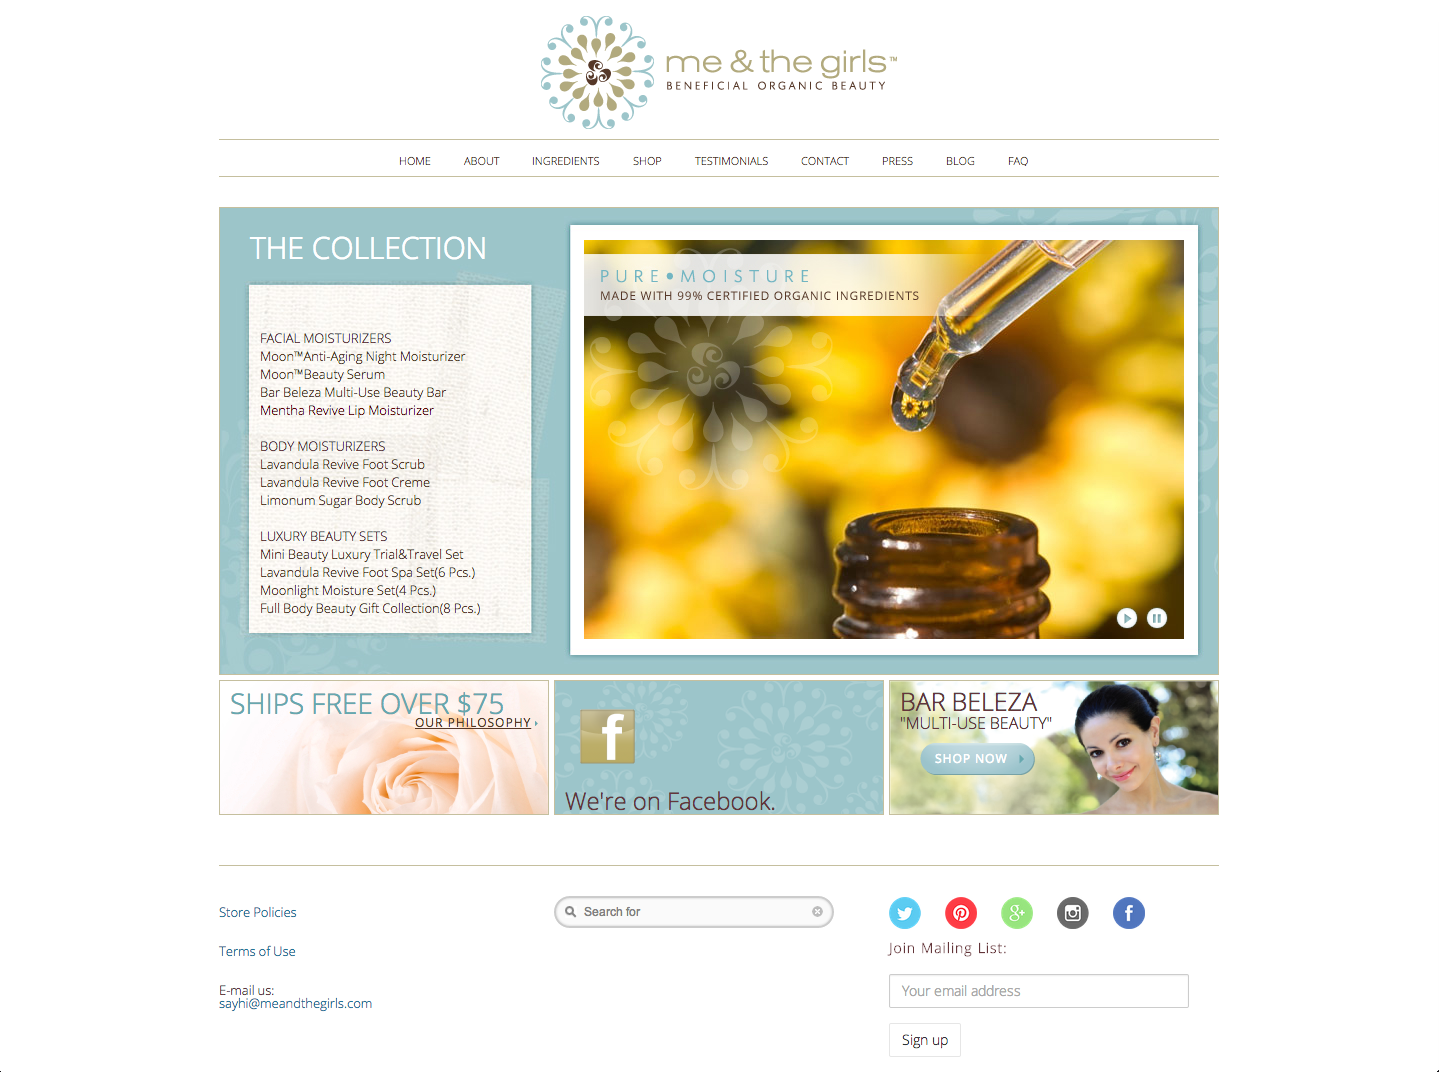 me & the girls™
BENEFICIAL ORGANIC BEAUTY
HOME ABOUT INGREDIENTS SHOP TESTIMONIALS CONTACT PRESS BLOG FAQ
THE COLLECTION
FACIAL MOISTURIZERS
Moon™Anti-Aging Night Moisturizer
Moon™Beauty Serum
Bar Beleza Multi-Use Beauty Bar
Mentha Revive Lip Moisturizer
BODY MOISTURIZERS
Lavandula Revive Foot Scrub
Lavandula Revive Foot Creme
Limonum Sugar Body Scrub
LUXURY BEAUTY SETS
Mini Beauty Luxury Trial&Travel Set
Lavandula Revive Foot Spa Set(6 Pcs.)
Moonlight Moisture Set(4 Pcs.)
Full Body Beauty Gift Collection(8 Pcs.)
PURE•MOISTURE
MADE WITH 99% CERTIFIED ORGANIC INGREDIENTS
SHIPS FREE OVER $75
OUR PHILOSOPHY
f
We're on Facebook.
BAR BELEZA
"MULTI-USE BEAUTY"
SHOP NOW
Store Policies
Terms of Use
E-mail us:
sayhi@meandthegirls.com
Search for
g+ f
Join Mailing List:
Your email address
Sign up